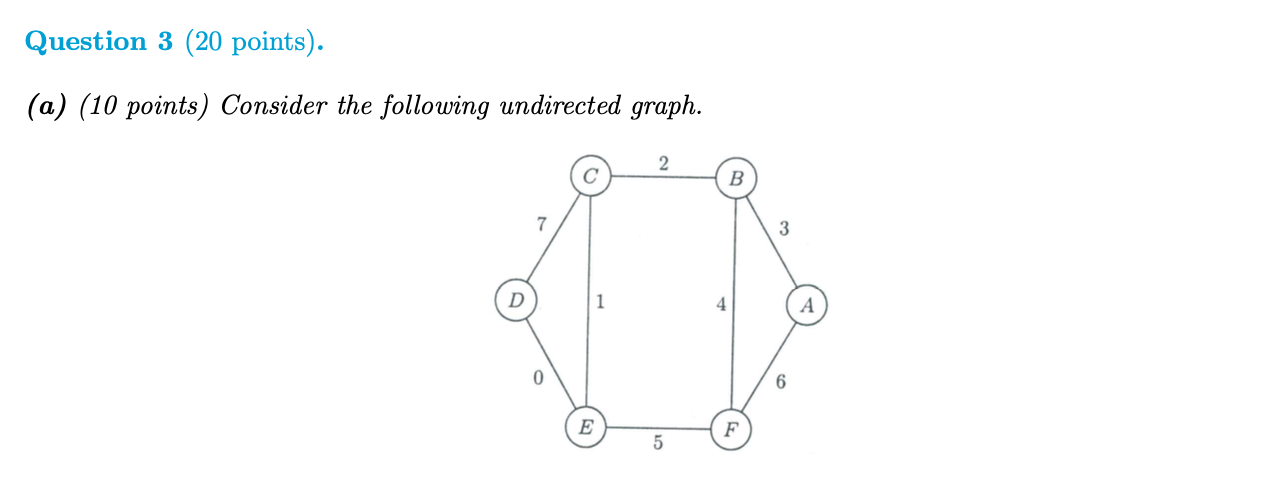 Question 3 (20 points).
(a) (10 points) Consider the following undirected graph.
2
C
B
7
3
D
1
4
A
0
6
E
F
5